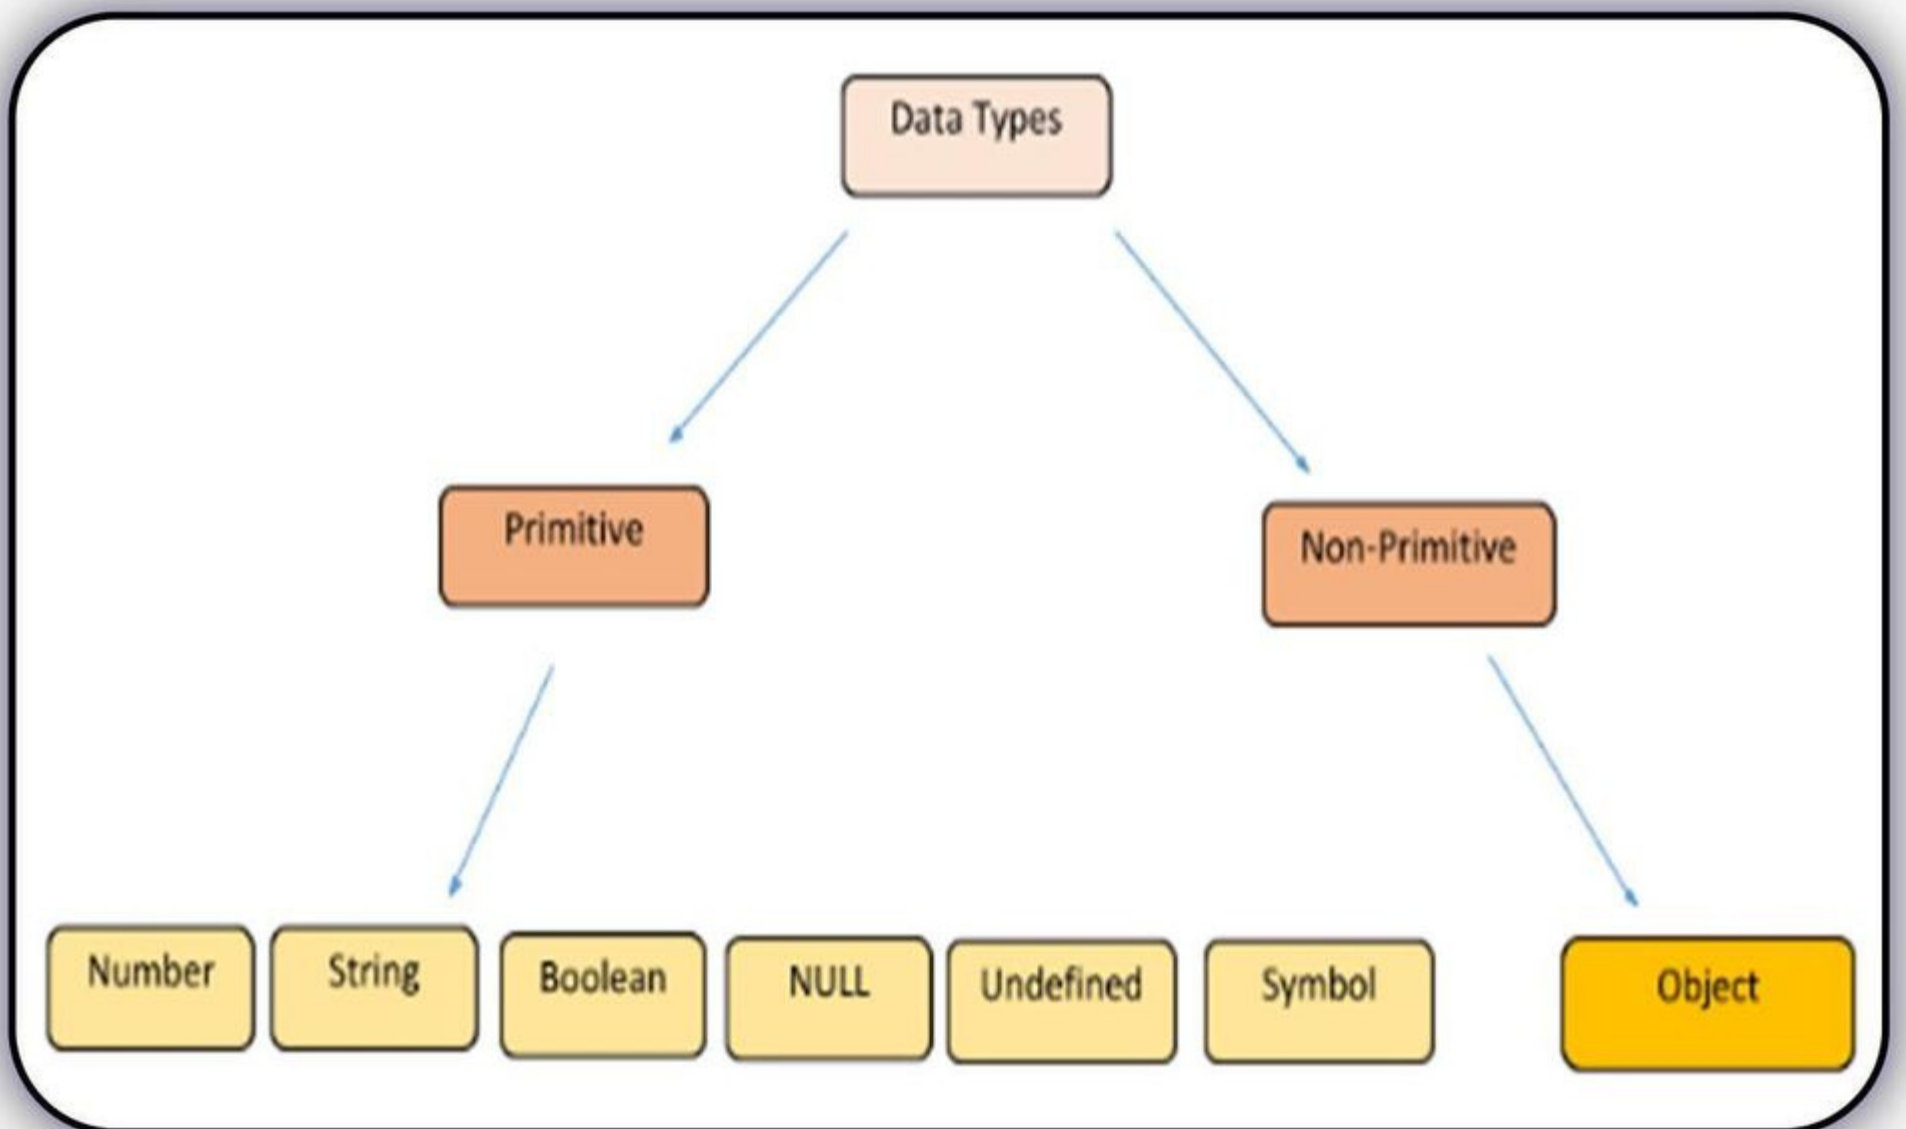 Data Types
Primitive
Non-Primitive
Number
String
Boolean
NULL
Undefined
Symbol
Object